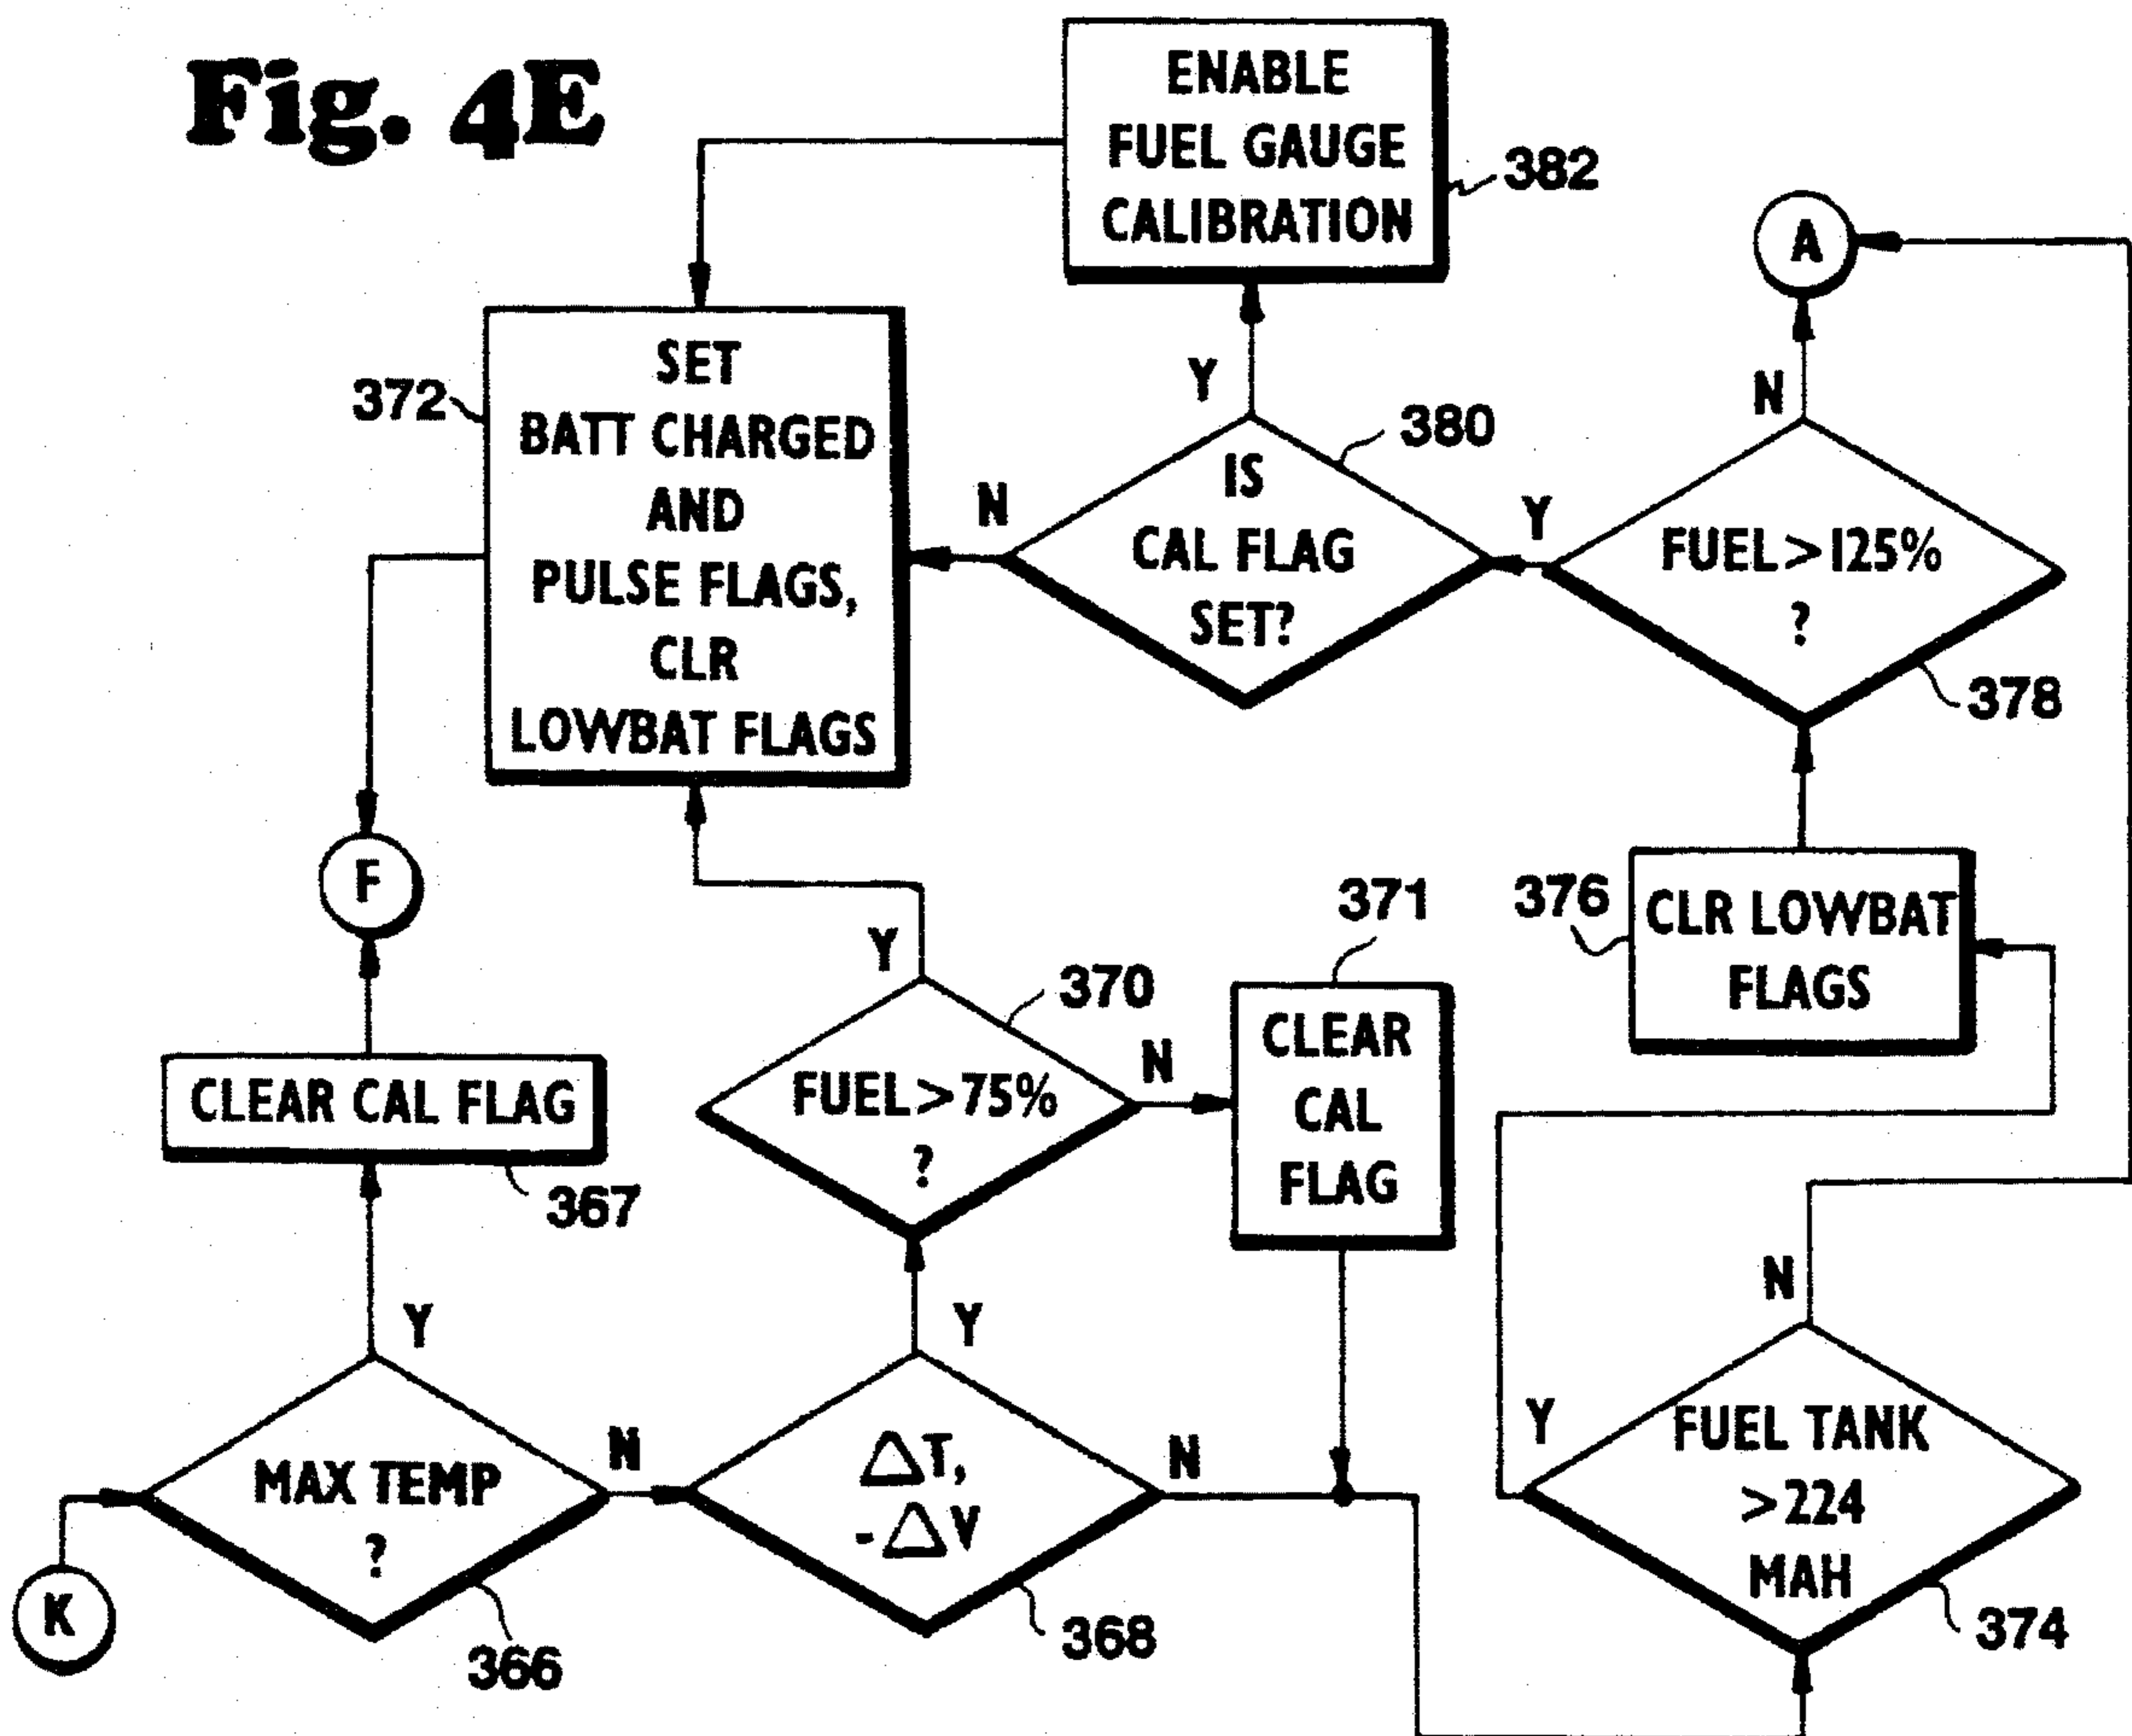 Fig. 4E
ENABLE
FUEL GAUGE
CALIBRATION
382
A
SET
BATT CHARGED
AND
PULSE FLAGS,
CLR
LOWBAT FLAGS
372
Y
IS
CAL FLAG
SET?
380
N
Y
N
FUEL > 125%
?
378
F
376
CLR LOWBAT
FLAGS
371
CLEAR
CAL
FLAG
Y
370
FUEL > 75%
?
N
CLEAR CAL FLAG
367
Y
Y
N
MAX TEMP
?
366
N
ΔT,
-ΔV
368
N
Y
FUEL TANK
>224
MAH
374
K